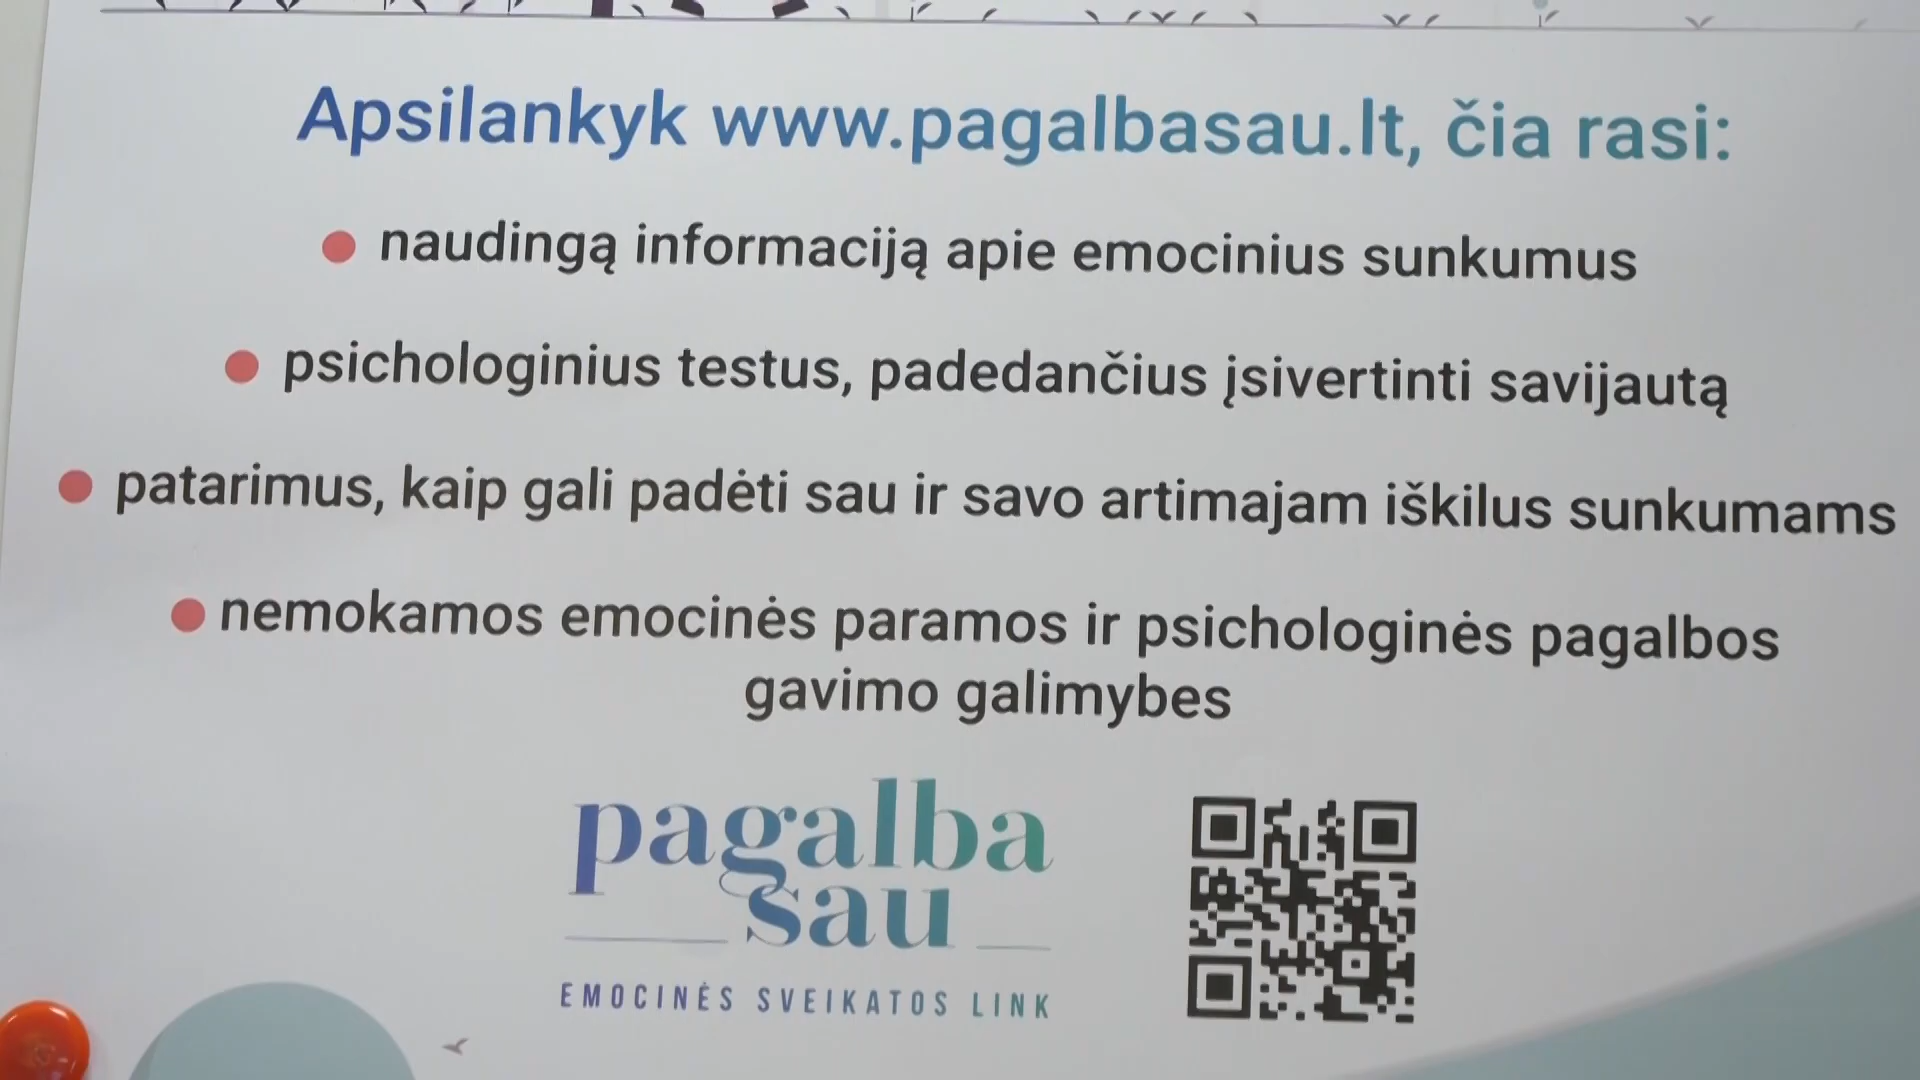 Apsilankyk www.pagalbasau.lt, čia rasi:
naudingą informaciją apie emocinius sunkumus
psichologinius testus, padedančius įsivertinti savijautą
patarimus, kaip gali padėti sau ir savo artimajam iškilus sunkumams
nemokamos emocinės paramos ir psichologinės pagalbos
gavimo galimybes
pagalba
sau
EMOCINĖS SVEIKATOS LINK